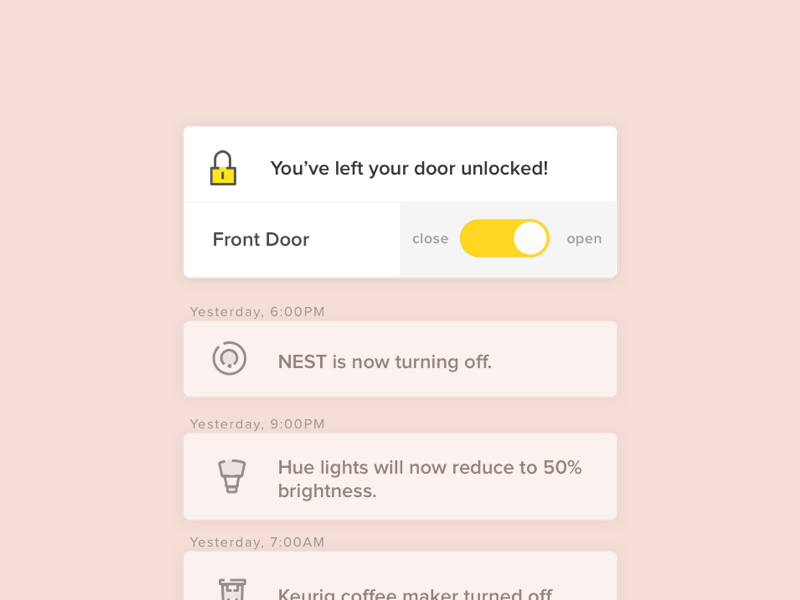 You’ve left your door unlocked!
Front Door
close
open
Yesterday, 6:00PM
NEST is now turning off.
Yesterday, 9:00PM
Hue lights will now reduce to 50%
brightness.
Yesterday, 7:00AM
Keurig coffee maker turned off